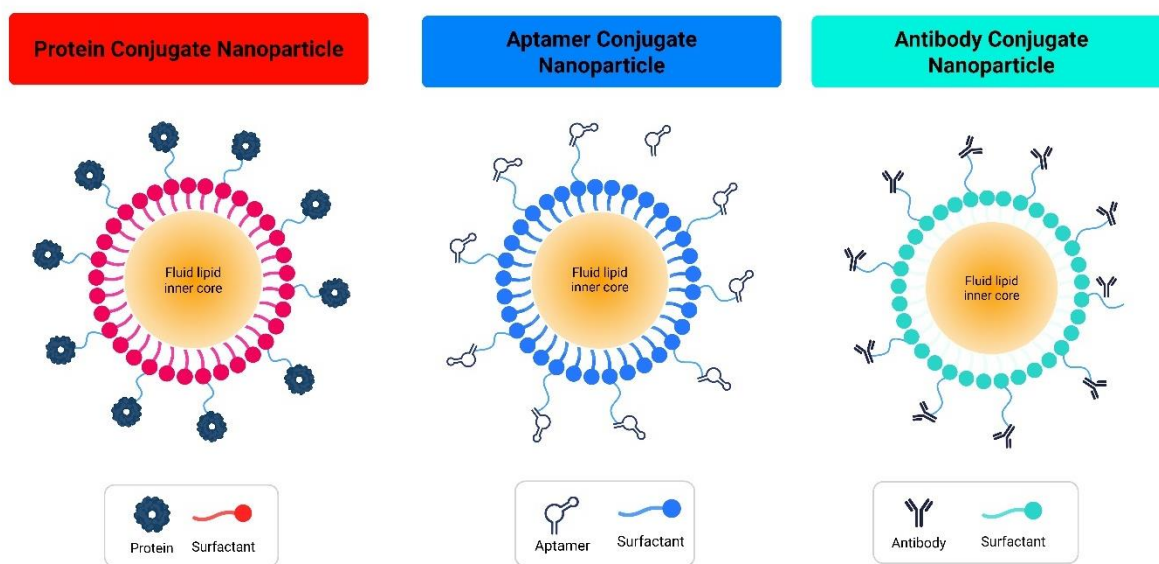 Protein Conjugate Nanoparticle
Aptamer Conjugate
Nanoparticle
Antibody Conjugate
Nanoparticle
Fluid lipid
inner core
Fluid lipid
inner core
Fluid lipid
inner core
Protein
Surfactant
Aptamer
Surfactant
Antibody
Surfactant